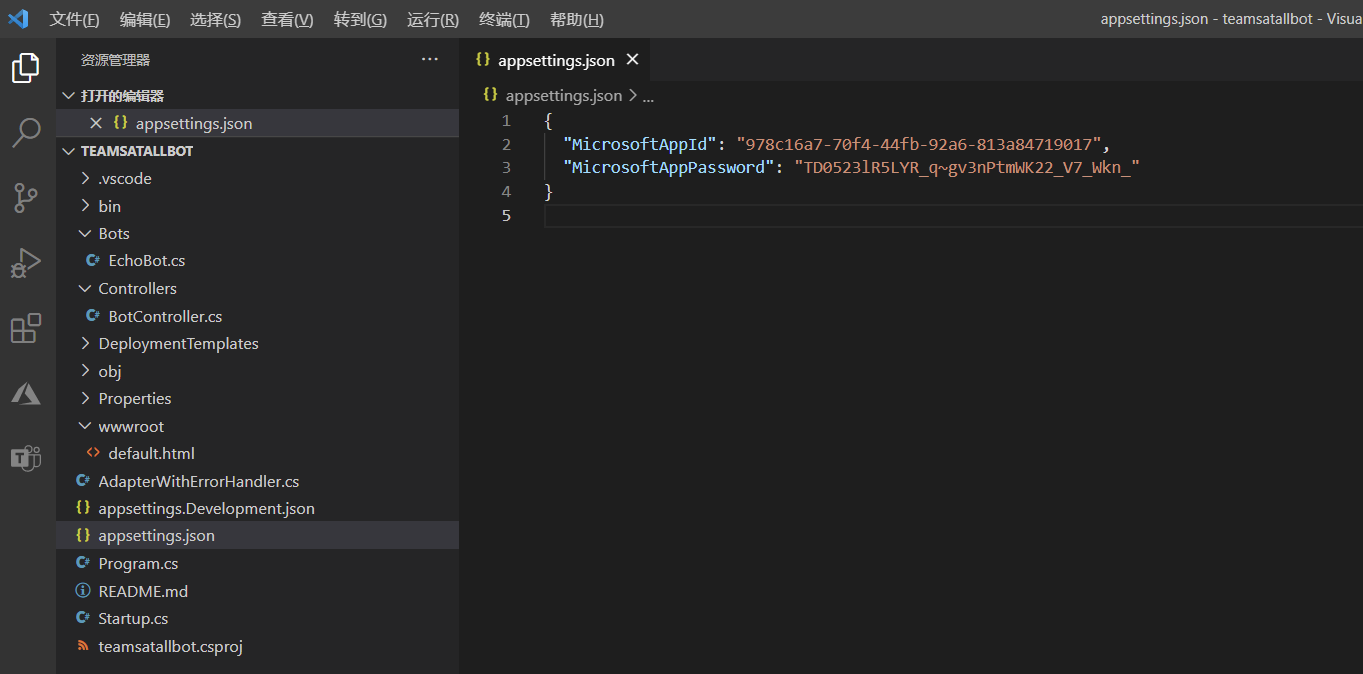 文件(F) 编辑(E) 选择(S) 查看(V) 转到(G) 运行(R) 终端(T) 帮助(H) appsettings.json - teamsatallbot - Visua
资源管理器 ···
打开的编辑器
{} appsettings.json
TEAMSATALLBOT
.vscode
bin
Bots
C# EchoBot.cs
Controllers
C# BotController.cs
DeploymentTemplates
obj
Properties
wwwroot
<> default.html
C# AdapterWithErrorHandler.cs
{} appsettings.Development.json
{} appsettings.json
C# Program.cs
README.md
C# Startup.cs
teamsatallbot.csproj
{} appsettings.json
{} appsettings.json > ...
1 {
2 "MicrosoftAppId": "978c16a7-70f4-44fb-92a6-813a84719017",
3 "MicrosoftAppPassword": "TD0523lR5LYR_q~gv3nPtmWK22_V7_Wkn_"
4 }
5